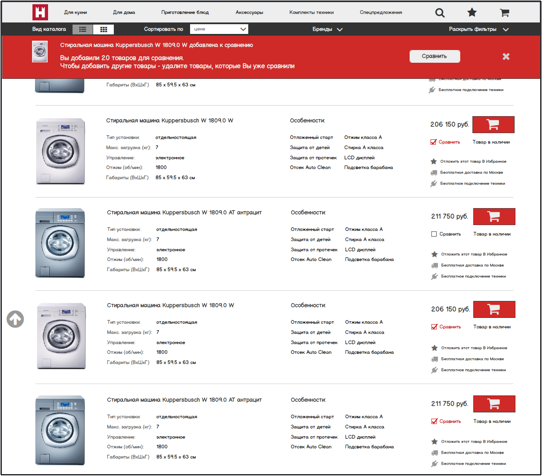 H
Для кухни Для дома Приготовление блюд Аксессуары Комплекты техники Спецпредложения
Вид каталога Сортировать по цене Бренды Раскрыть фильтры
Стиральная машина Kuppersbusch W 1809.0 W добавлена к сравнению
Вы добавили 20 товаров для сравнения.
Чтобы добавить другие товары - удалите товары, которые Вы уже сравнили
Сравнить
Габариты (ВхШхГ): 85 x 59.5 x 63 см
Бесплатная доставка по Москве
Бесплатное подключение техники
Стиральная машина Kuppersbusch W 1809.0 W
Тип установки: отдельностоящая
Макс. загрузка (кг): 7
Управление: электронное
Отжим (об/мин): 1800
Габариты (ВхШхГ): 85 x 59.5 x 63 см
Особенности:
Отложенный старт Отжим класса А
Защита от детей Стирка А класса
Защита от протечек LCD дисплей
Отсек Auto Clean Подсветка барабана
206 150 руб.
Сравнить Товар в наличии
Отложить этот товар В Избранное
Бесплатная доставка по Москве
Бесплатное подключение техники
Стиральная машина Kuppersbusch W 1809.0 AT антрацит
Тип установки: отдельностоящая
Макс. загрузка (кг): 7
Управление: электронное
Отжим (об/мин): 1800
Габариты (ВхШхГ): 85 x 59.5 x 63 см
Особенности:
Отложенный старт Отжим класса А
Защита от детей Стирка А класса
Защита от протечек LCD дисплей
Отсек Auto Clean Подсветка барабана
211 750 руб.
Сравнить Товар в наличии
Отложить этот товар В Избранное
Бесплатная доставка по Москве
Бесплатное подключение техники
Стиральная машина Kuppersbusch W 1809.0 W
Тип установки: отдельностоящая
Макс. загрузка (кг): 7
Управление: электронное
Отжим (об/мин): 1800
Габариты (ВхШхГ): 85 x 59.5 x 63 см
Особенности:
Отложенный старт Отжим класса А
Защита от детей Стирка А класса
Защита от протечек LCD дисплей
Отсек Auto Clean Подсветка барабана
206 150 руб.
Сравнить Товар в наличии
Отложить этот товар В Избранное
Бесплатная доставка по Москве
Бесплатное подключение техники
Стиральная машина Kuppersbusch W 1809.0 AT антрацит
Тип установки: отдельностоящая
Макс. загрузка (кг): 7
Управление: электронное
Отжим (об/мин): 1800
Габариты (ВхШхГ): 85 x 59.5 x 63 см
Особенности:
Отложенный старт Отжим класса А
Защита от детей Стирка А класса
Защита от протечек LCD дисплей
Отсек Auto Clean Подсветка барабана
211 750 руб.
Сравнить Товар в наличии
Отложить этот товар В Избранное
Бесплатная доставка по Москве
Бесплатное подключение техники